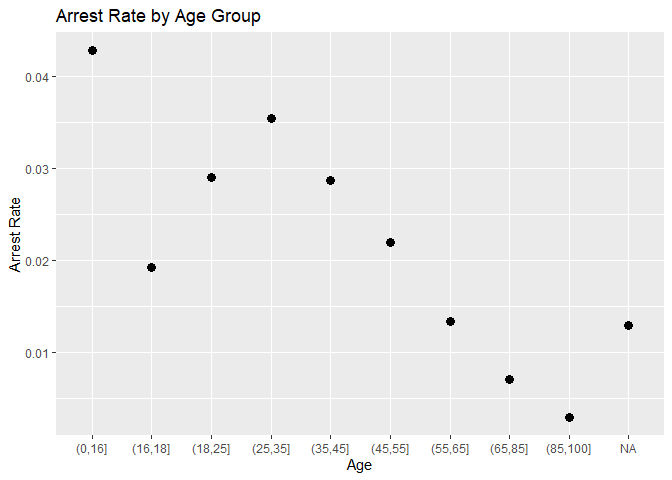 Arrest Rate by Age Group
Arrest Rate
0.04
0.03
0.02
0.01
(0,16] (16,18] (18,25] (25,35] (35,45] (45,55] (55,65] (65,85] (85,100] NA
Age